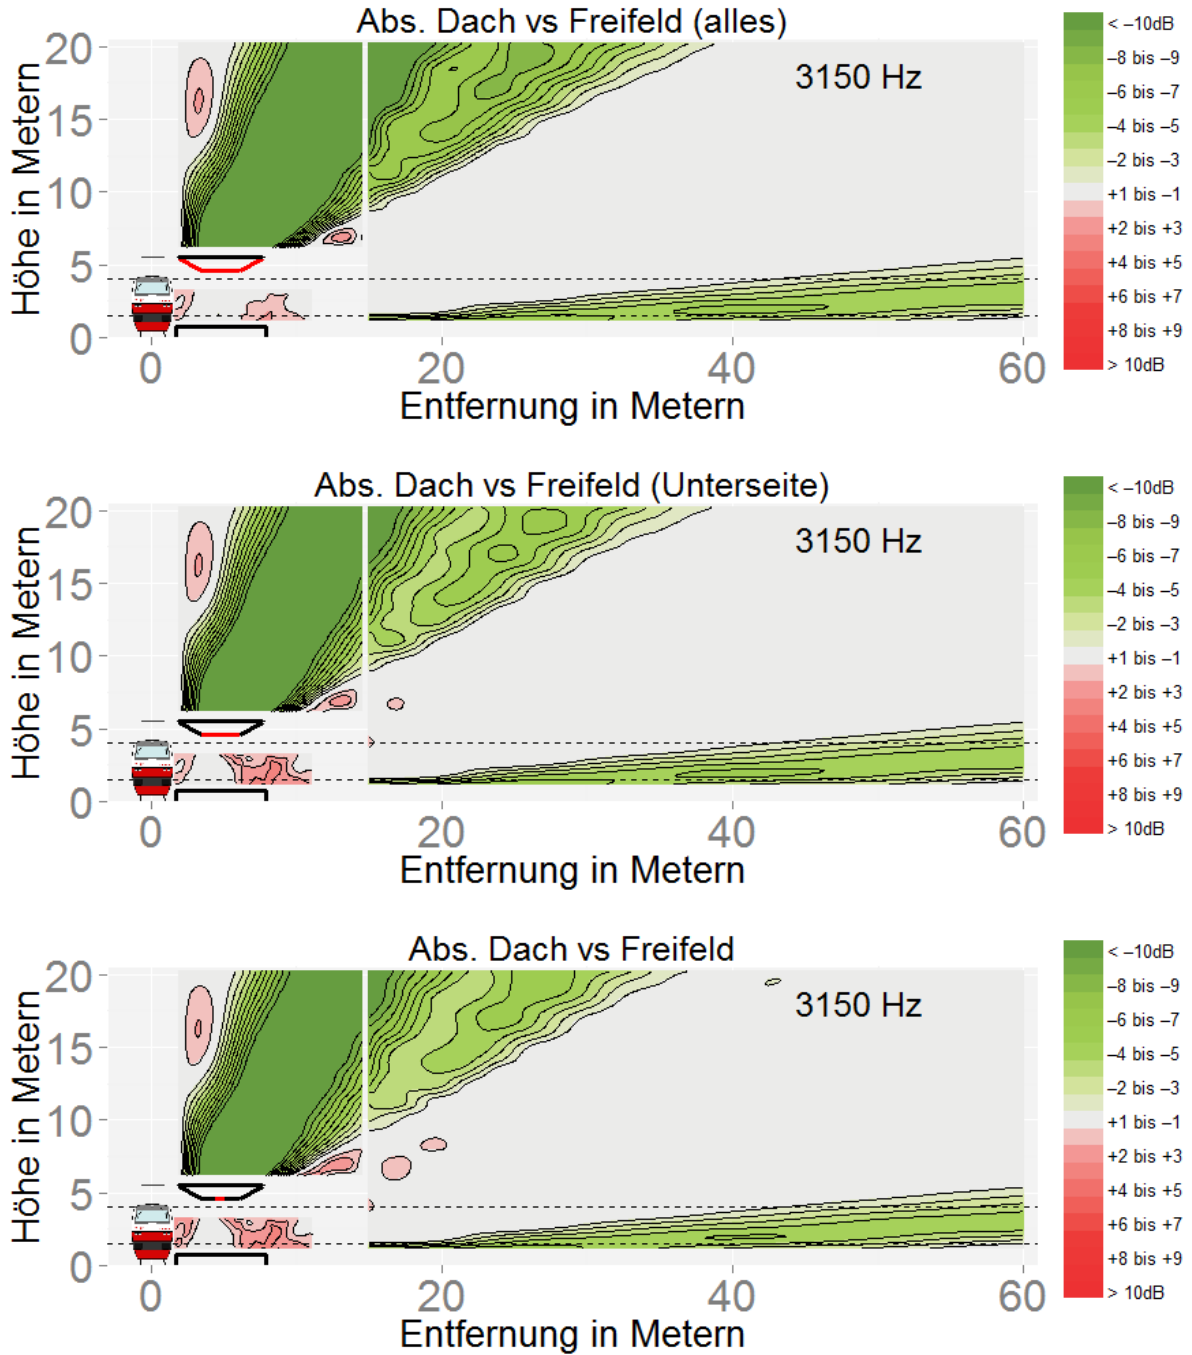 Abs. Dach vs Freifeld (alles)
3150 Hz
Höhe in Metern
20
15
10
5
0
0 20 40 60
Entfernung in Metern
< –10dB
–8 bis –9
–6 bis –7
–4 bis –5
–2 bis –3
+1 bis –1
+2 bis +3
+4 bis +5
+6 bis +7
+8 bis +9
> 10dB
Abs. Dach vs Freifeld (Unterseite)
3150 Hz
Höhe in Metern
20
15
10
5
0
0 20 40 60
Entfernung in Metern
< –10dB
–8 bis –9
–6 bis –7
–4 bis –5
–2 bis –3
+1 bis –1
+2 bis +3
+4 bis +5
+6 bis +7
+8 bis +9
> 10dB
Abs. Dach vs Freifeld
3150 Hz
Höhe in Metern
20
15
10
5
0
0 20 40 60
Entfernung in Metern
< –10dB
–8 bis –9
–6 bis –7
–4 bis –5
–2 bis –3
+1 bis –1
+2 bis +3
+4 bis +5
+6 bis +7
+8 bis +9
> 10dB